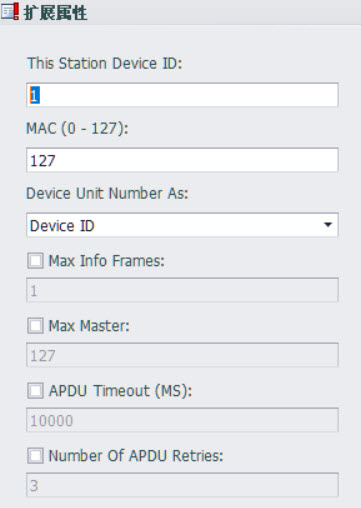 扩展属性
This Station Device ID:
1
MAC (0 - 127):
127
Device Unit Number As:
Device ID
Max Info Frames:
1
Max Master:
127
APDU Timeout (MS):
10000
Number Of APDU Retries:
3